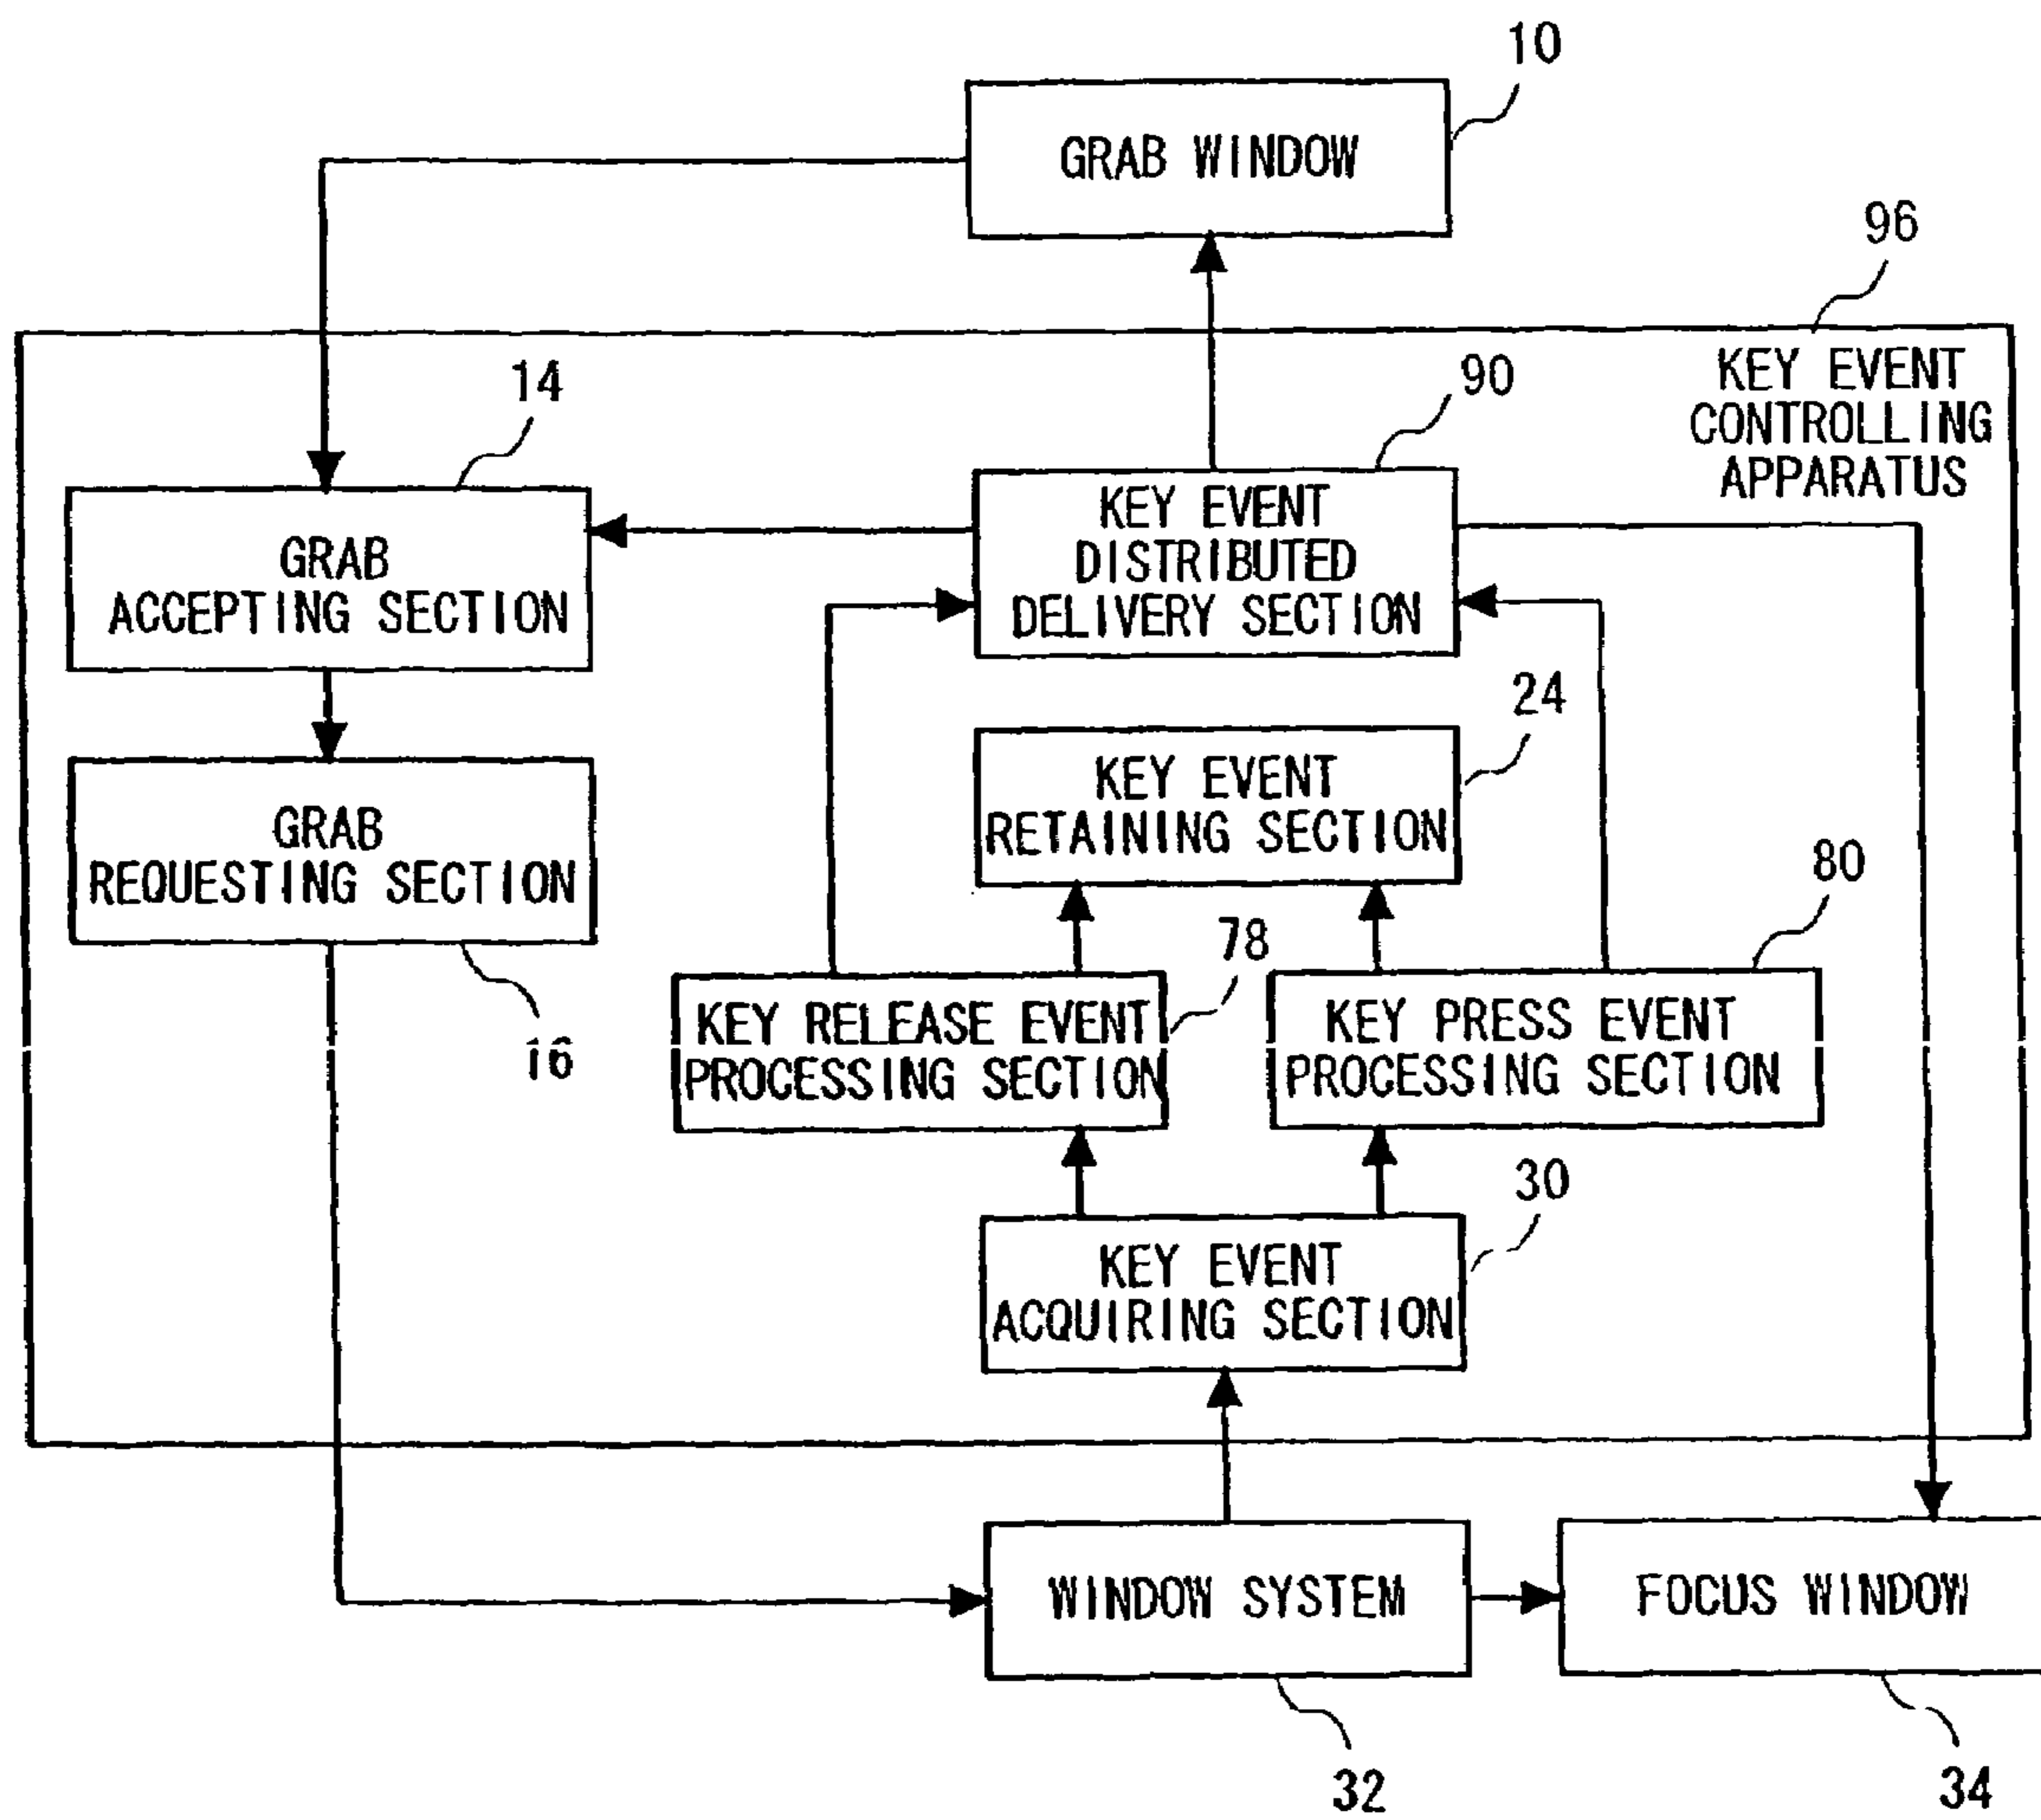 10
GRAB WINDOW
96
KEY EVENT
CONTROLLING
APPARATUS
14
90
GRAB
ACCEPTING SECTION
KEY EVENT
DISTRIBUTED
DELIVERY SECTION
24
KEY EVENT
RETAINING SECTION
GRAB
REQUESTING SECTION
16
80
78
KEY RELEASE EVENT
PROCESSING SECTION
KEY PRESS EVENT
PROCESSING SECTION
30
KEY EVENT
ACQUIRING SECTION
WINDOW SYSTEM
FOCUS WINDOW
32
34